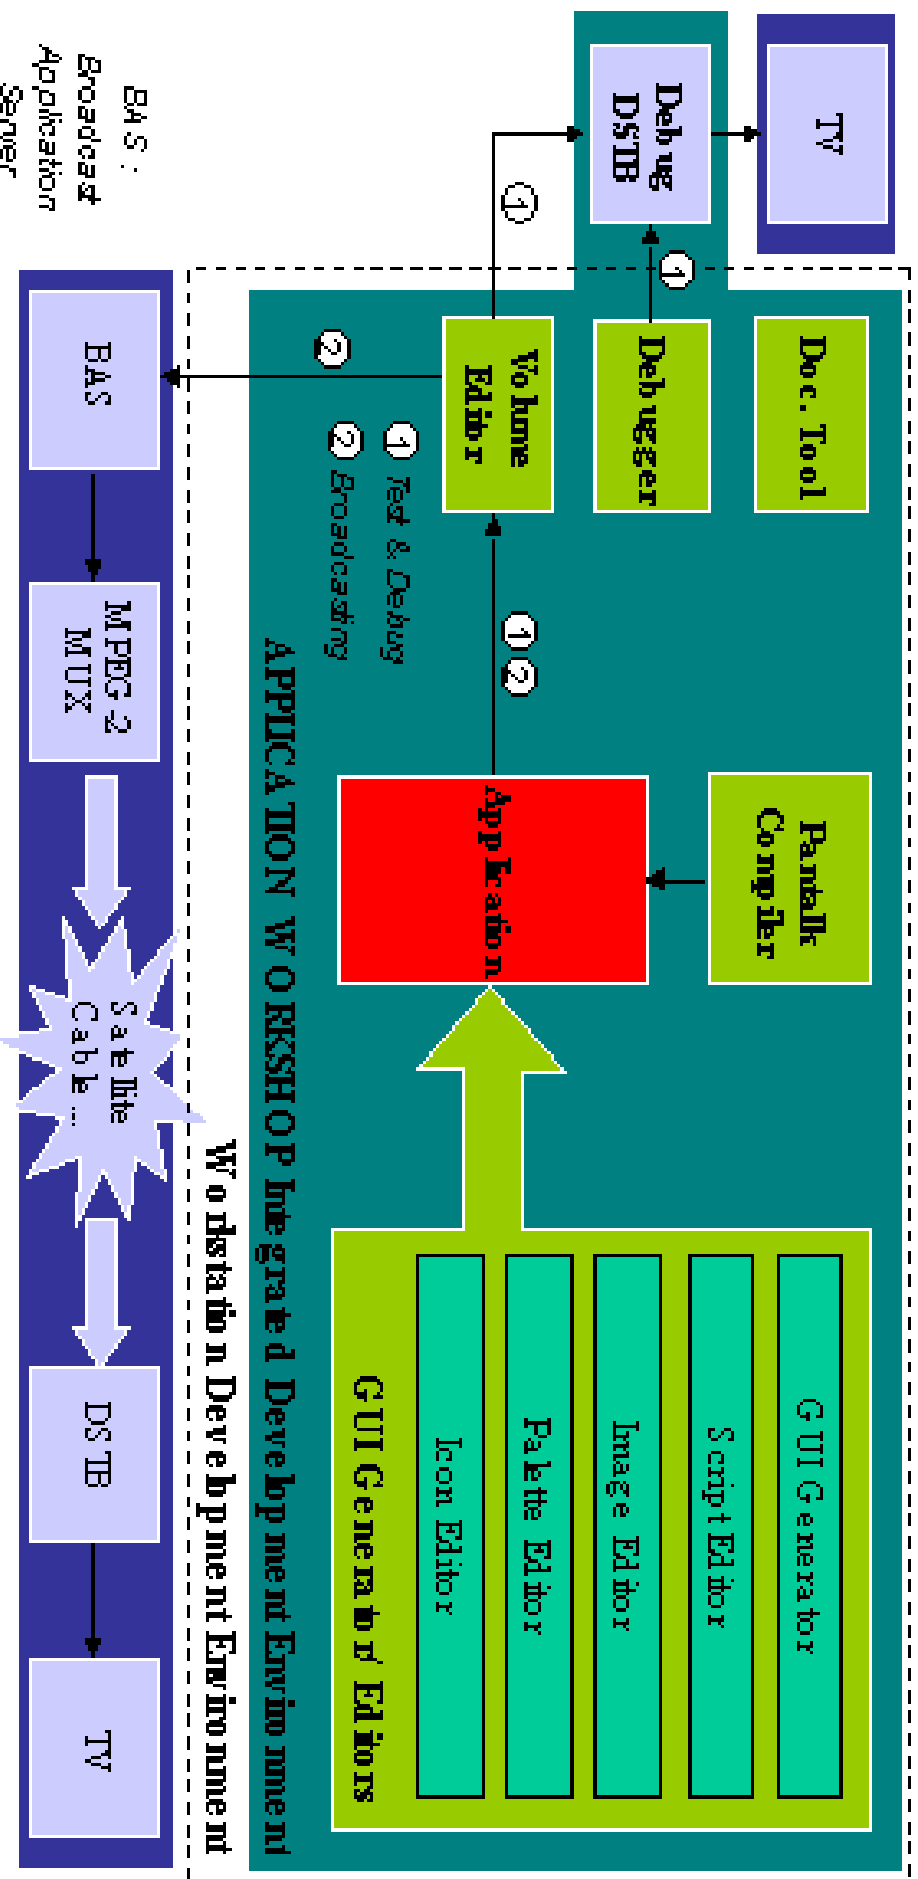 GUI Generator
Script Editor
Image Editor
Palette Editor
Icon Editor
GUI Generator/ Editors
Doc. Tool
Pantalk
Compiler
TV
Debug
DSTB
1
Debugger
Application
1 2
Volume
Editor
1
1 Test & Debug
2 Broadcasting
2
APPLICATION WORKSHOP Integrated Development Environment
Workstation Development Environment
BAS :
Broadcast
Application
Server
BAS
MPEG-2
MUX
Satellite
Cable ...
DSTB
TV